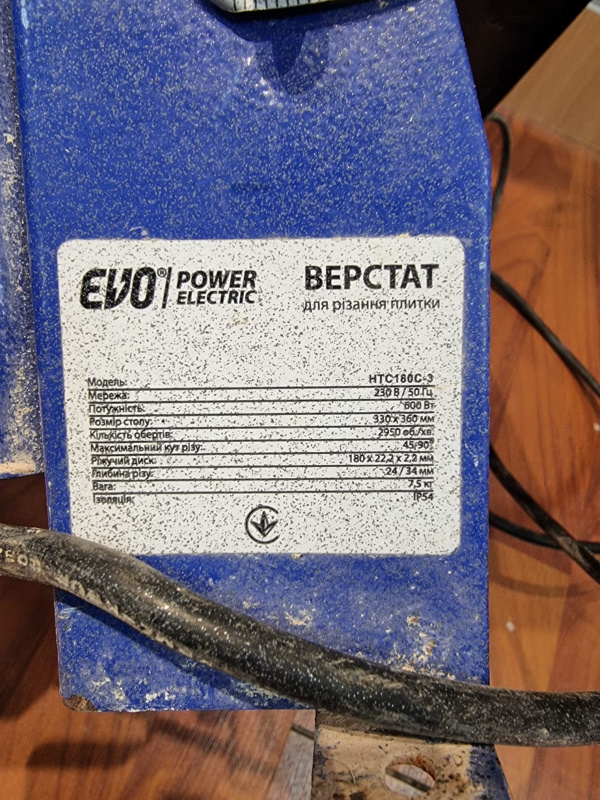 EVO® POWER ELECTRIC
ВЕРСТАТ
для різання плитки
Модель: HTC180C-3
Мережа: 230 В / 50 Гц
Потужність: 600 Вт
Розмір столу: 330 x 360 мм
Кількість обертів: 2950 об./хв.
Максимальний кут різу: 45-90°
Ріжучий диск: 180 x 22,2 x 2,2 мм
Глибина різу: 24 / 34 мм
Вага: 7,5 кг
Ізоляція: IP54